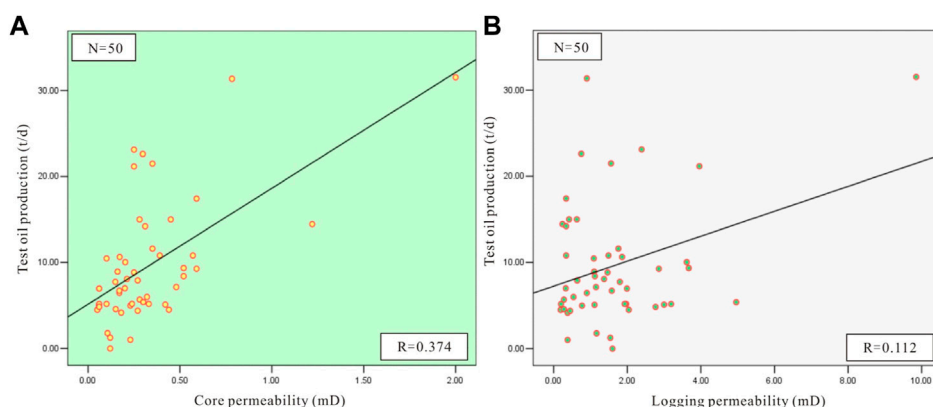 A
N=50
Test oil production (t/d)
30.00
20.00
10.00
0.00
R=0.374
0.00
0.50
1.00
1.50
2.00
Core permeability (mD)
B
N=50
Test oil production (t/d)
30.00
20.00
10.00
0.00
R=0.112
0.00
2.00
4.00
6.00
8.00
10.00
Logging permeability (mD)